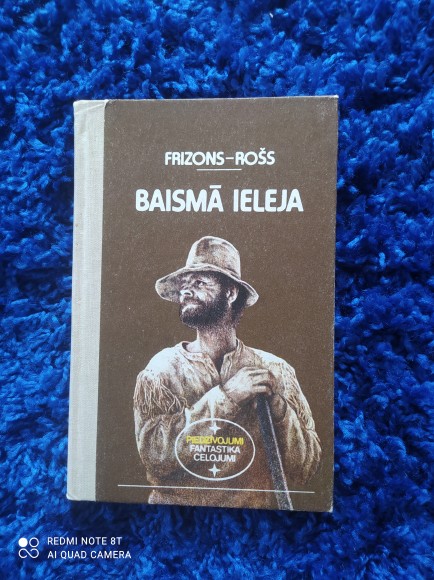 FRIZONS–ROŠS
BAISMĀ IELEJA
PIEDZĪVOJUMI
FANTASTIKA
CEĻOJUMI
REDMI NOTE 8T
AI QUAD CAMERA